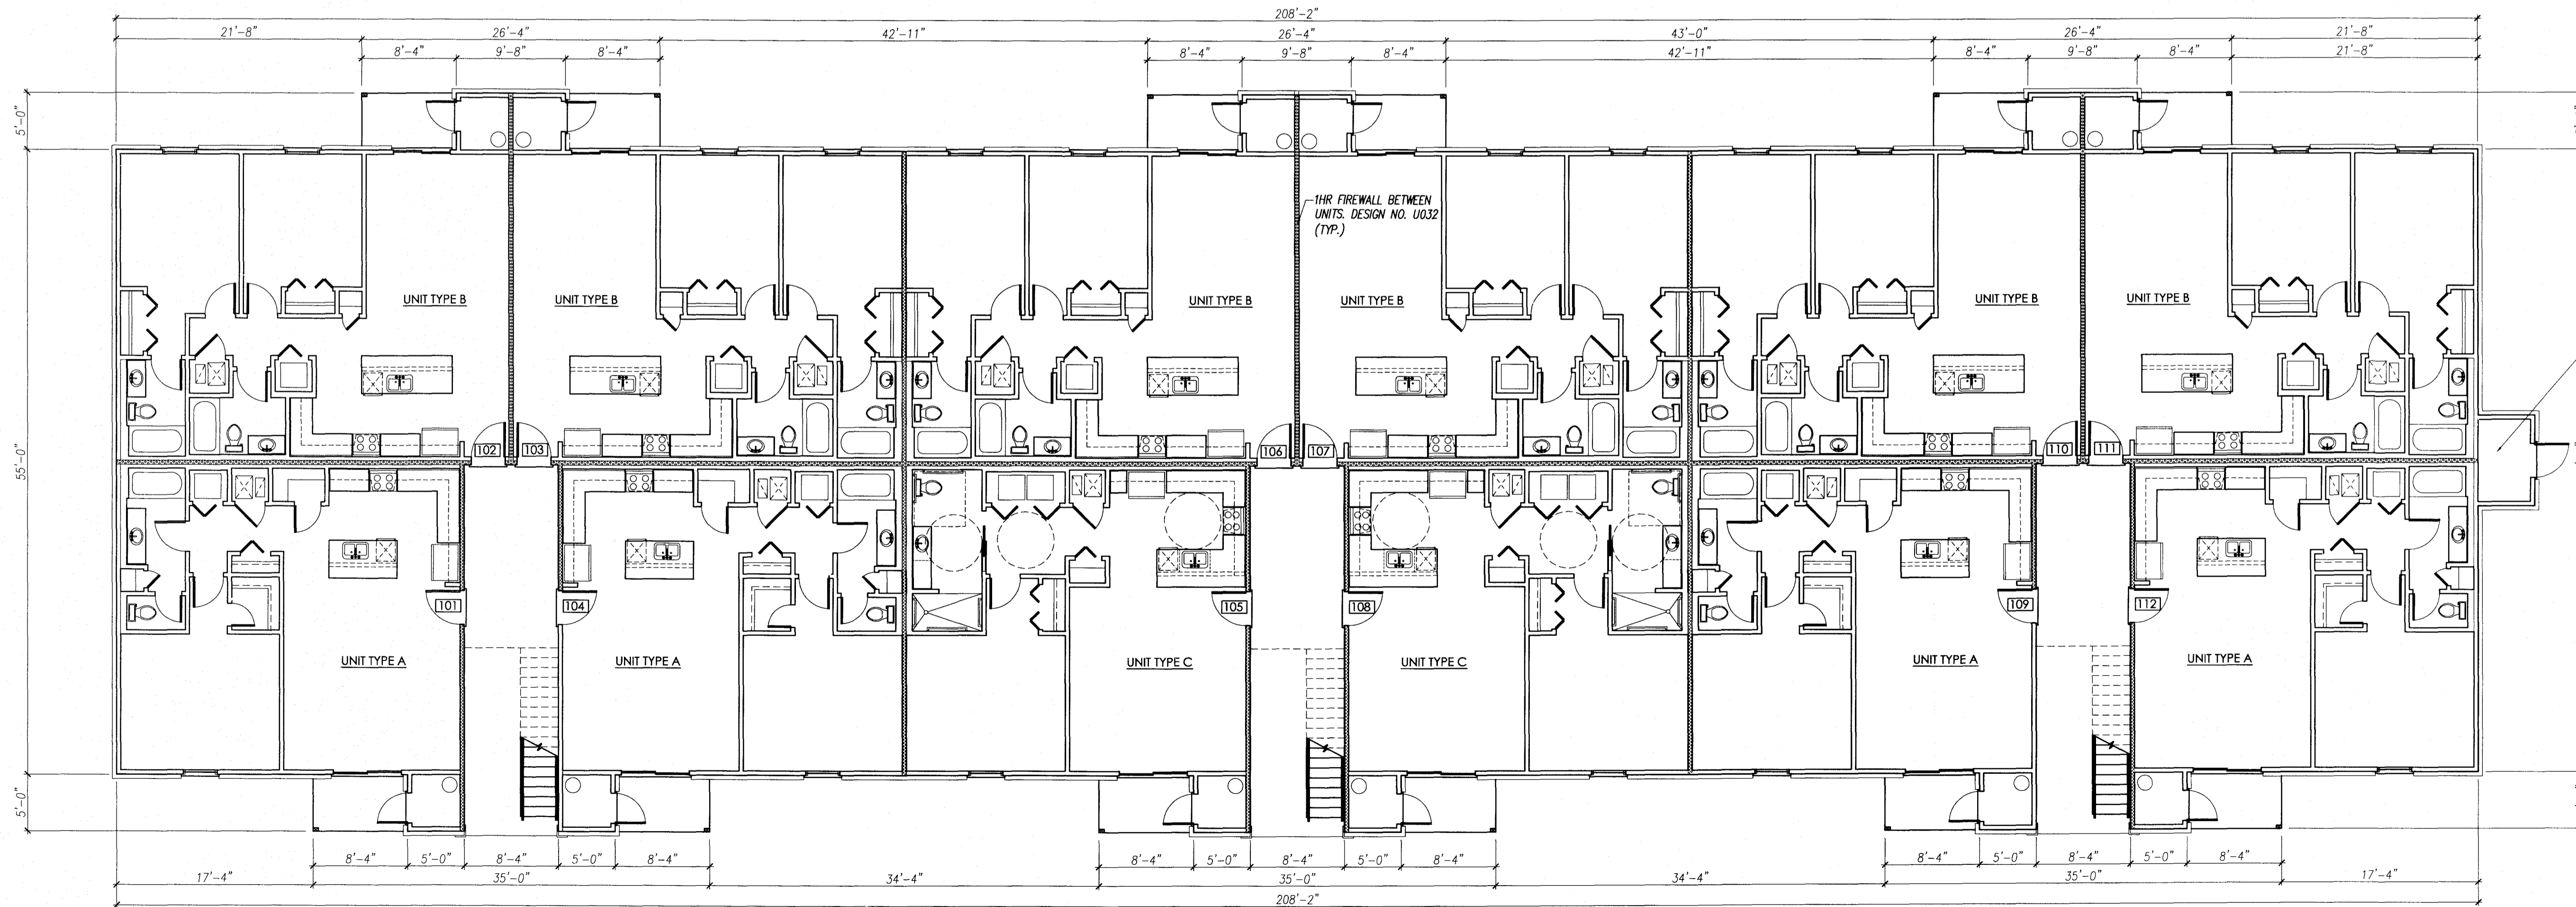 208'-2"
21'-8" 26'-4" 42'-11" 26'-4" 43'-0" 26'-4" 21'-8"
8'-4" 9'-8" 8'-4" 8'-4" 9'-8" 8'-4" 42'-11" 8'-4" 9'-8" 8'-4" 21'-8"
5'-0"
1HR FIREWALL BETWEEN
UNITS. DESIGN NO. U032
(TYP.)
UNIT TYPE B UNIT TYPE B UNIT TYPE B UNIT TYPE B UNIT TYPE B UNIT TYPE B
102 103 106 107 110 111
55'-0"
101 104 105 108 109 112
UNIT TYPE A UNIT TYPE A UNIT TYPE C UNIT TYPE C UNIT TYPE A UNIT TYPE A
5'-0"
8'-4" 5'-0" 8'-4" 5'-0" 8'-4" 8'-4" 5'-0" 8'-4" 5'-0" 8'-4" 8'-4" 5'-0" 8'-4" 5'-0" 8'-4"
17'-4" 35'-0" 34'-4" 35'-0" 34'-4" 35'-0" 17'-4"
208'-2"